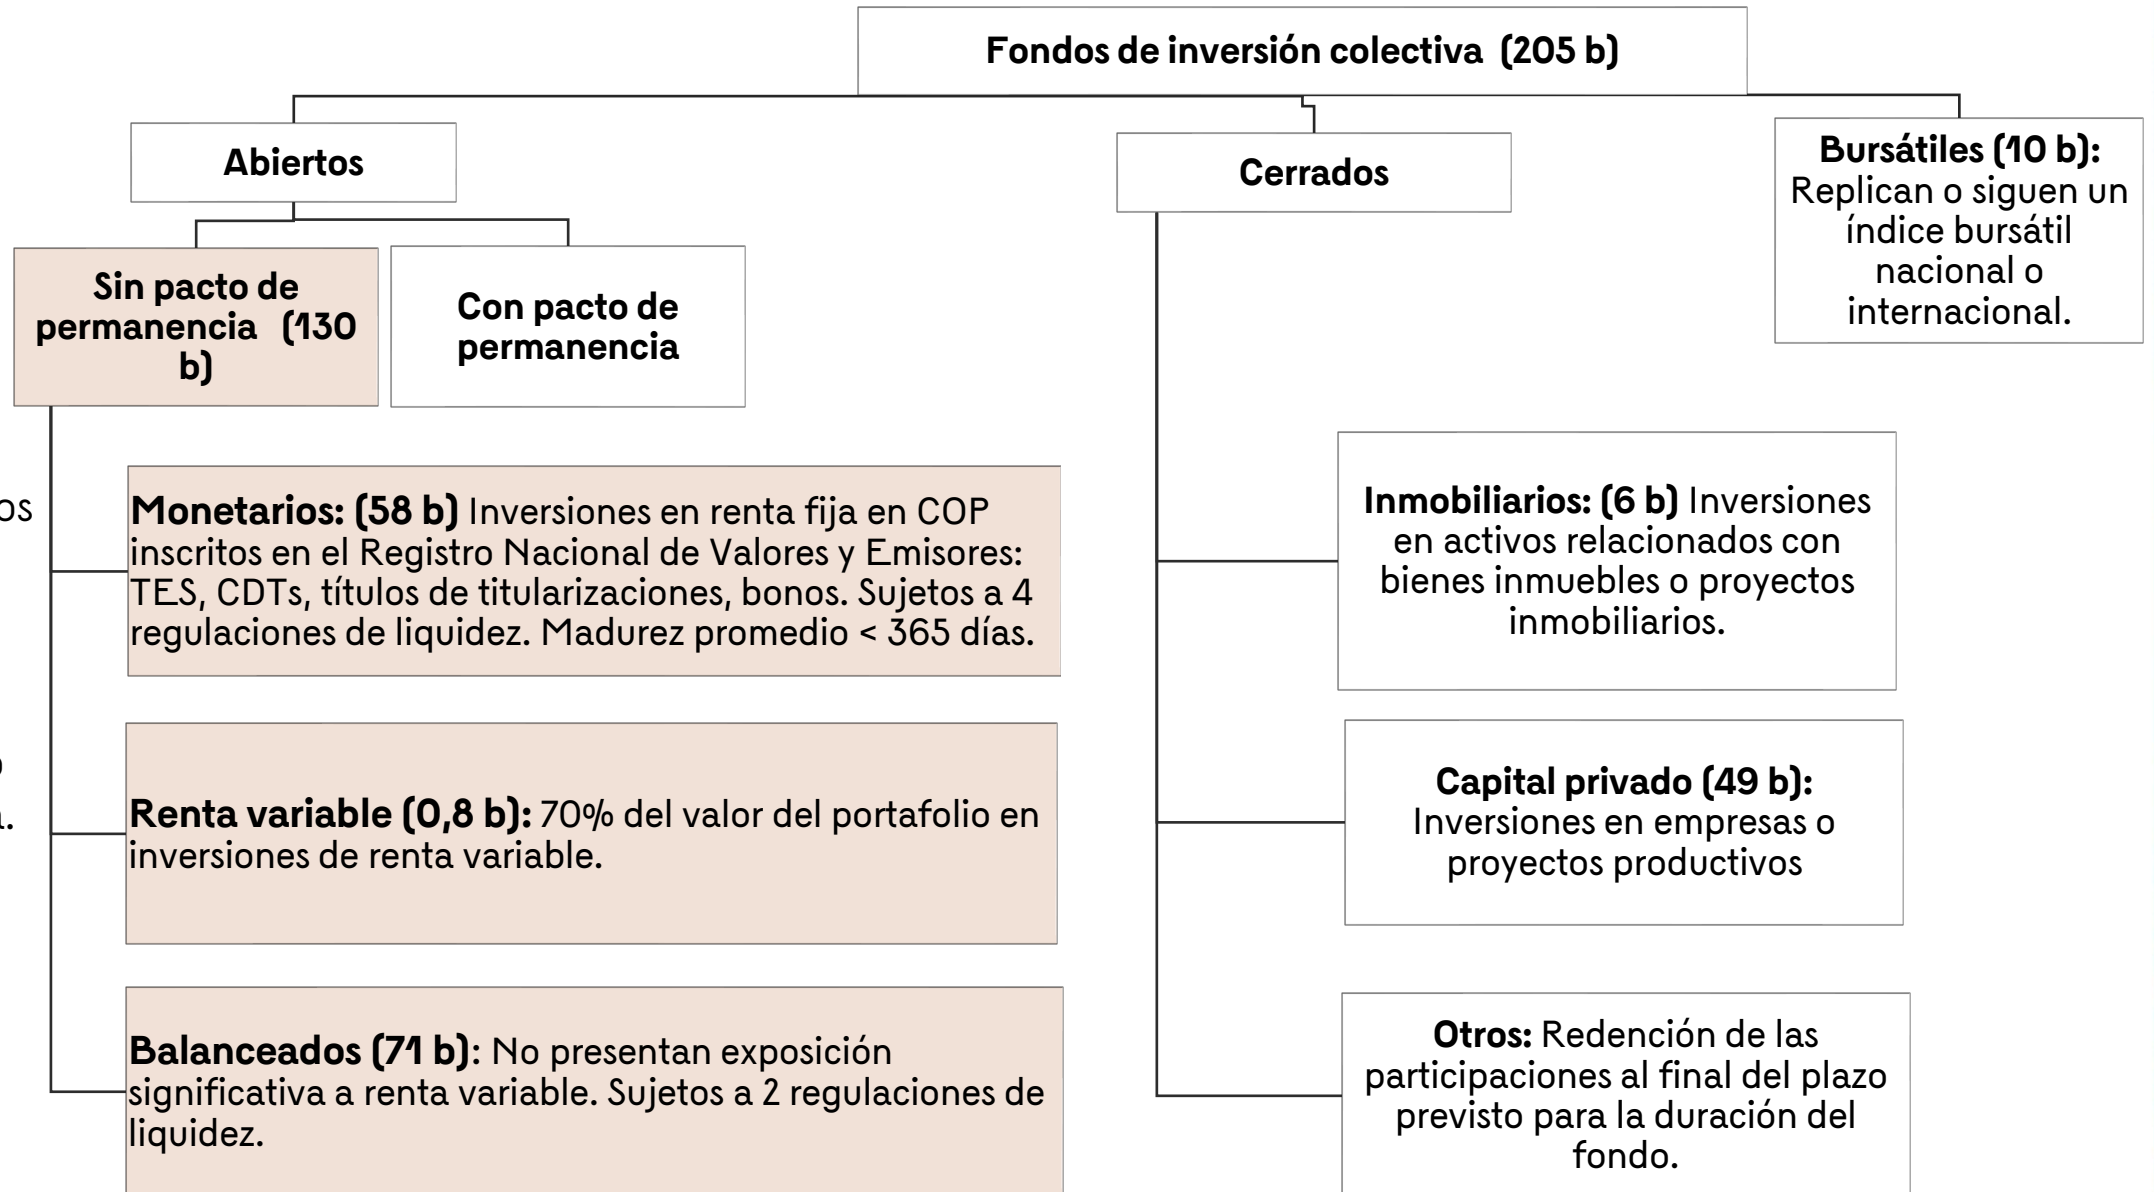 Fondos de inversión colectiva (205 b)
Abiertos
Cerrados
Bursátiles (10 b):
Replican o siguen un
índice bursátil
nacional o
internacional.
Sin pacto de
permanencia (130
b)
Con pacto de
permanencia
Monetarios: (58 b) Inversiones en renta fija en COP
inscritos en el Registro Nacional de Valores y Emisores:
TES, CDTs, títulos de titularizaciones, bonos. Sujetos a 4
regulaciones de liquidez. Madurez promedio < 365 días.
Renta variable (0,8 b): 70% del valor del portafolio en
inversiones de renta variable.
Balanceados (71 b): No presentan exposición
significativa a renta variable. Sujetos a 2 regulaciones de
liquidez.
Inmobiliarios: (6 b) Inversiones
en activos relacionados con
bienes inmuebles o proyectos
inmobiliarios.
Capital privado (49 b):
Inversiones en empresas o
proyectos productivos
Otros: Redención de las
participaciones al final del plazo
previsto para la duración del
fondo.